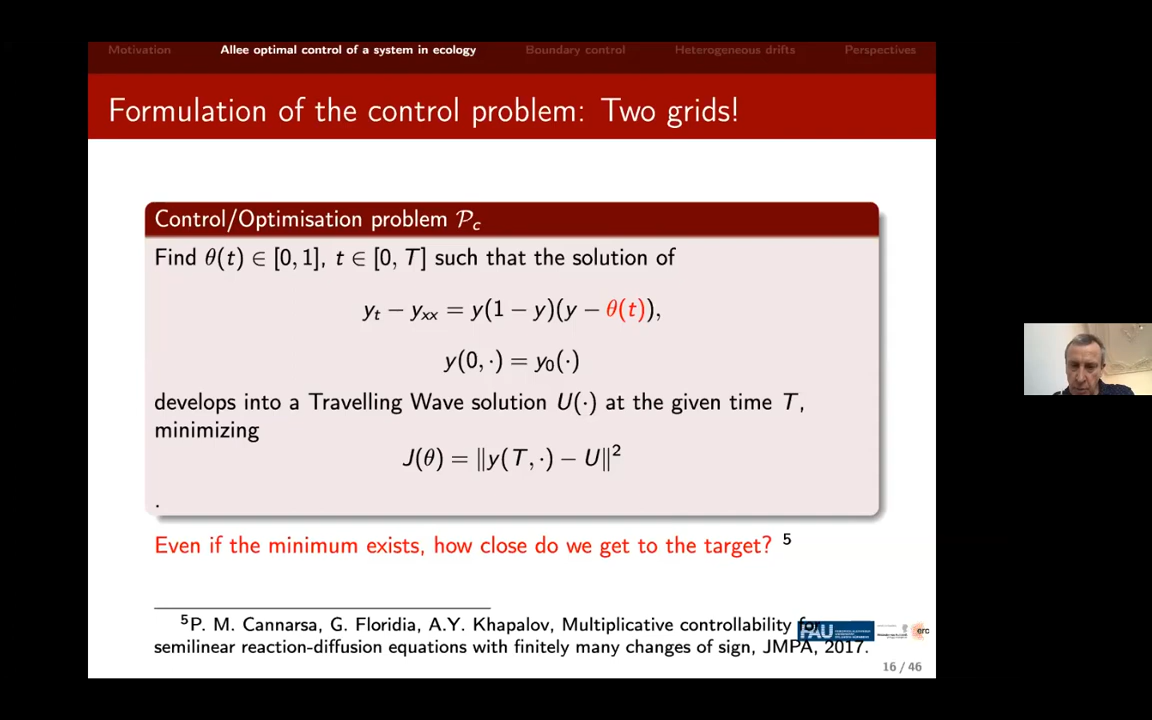 Motivation Allee optimal control of a system in ecology Boundary control Heterogeneous drifts Perspectives
Formulation of the control problem: Two grids!
Control/Optimisation problem 𝒫c
Find θ(t) ∈ [0, 1], t ∈ [0, T] such that the solution of
yt − yxx = y(1 − y)(y − θ(t)),
y(0, ·) = y0(·)
develops into a Travelling Wave solution U(·) at the given time T,
minimizing
J(θ) = ||y(T, ·) − U||²
.
Even if the minimum exists, how close do we get to the target? ⁵
⁵P. M. Cannarsa, G. Floridia, A.Y. Khapalov, Multiplicative controllability for
semilinear reaction-diffusion equations with finitely many changes of sign, JMPA, 2017.
FAU
erc
16 / 46